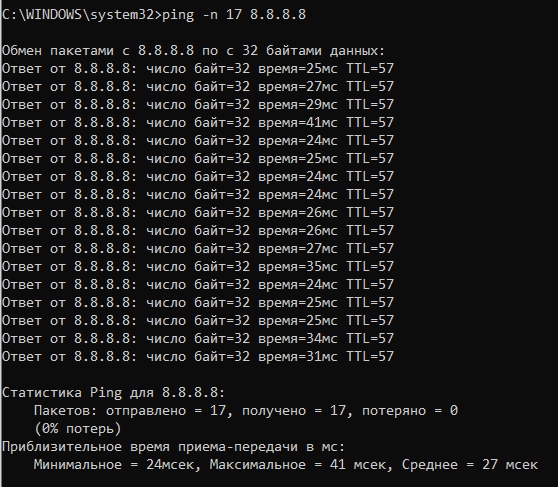 C:\WINDOWS\system32>ping -n 17 8.8.8.8
Обмен пакетами с 8.8.8.8 по с 32 байтами данных:
Ответ от 8.8.8.8: число байт=32 время=25мс TTL=57
Ответ от 8.8.8.8: число байт=32 время=27мс TTL=57
Ответ от 8.8.8.8: число байт=32 время=29мс TTL=57
Ответ от 8.8.8.8: число байт=32 время=41мс TTL=57
Ответ от 8.8.8.8: число байт=32 время=24мс TTL=57
Ответ от 8.8.8.8: число байт=32 время=25мс TTL=57
Ответ от 8.8.8.8: число байт=32 время=24мс TTL=57
Ответ от 8.8.8.8: число байт=32 время=24мс TTL=57
Ответ от 8.8.8.8: число байт=32 время=26мс TTL=57
Ответ от 8.8.8.8: число байт=32 время=26мс TTL=57
Ответ от 8.8.8.8: число байт=32 время=27мс TTL=57
Ответ от 8.8.8.8: число байт=32 время=35мс TTL=57
Ответ от 8.8.8.8: число байт=32 время=24мс TTL=57
Ответ от 8.8.8.8: число байт=32 время=25мс TTL=57
Ответ от 8.8.8.8: число байт=32 время=25мс TTL=57
Ответ от 8.8.8.8: число байт=32 время=34мс TTL=57
Ответ от 8.8.8.8: число байт=32 время=31мс TTL=57
Статистика Ping для 8.8.8.8:
Пакетов: отправлено = 17, получено = 17, потеряно = 0
(0% потерь)
Приблизительное время приема-передачи в мс:
Минимальное = 24мсек, Максимальное = 41 мсек, Среднее = 27 мсек